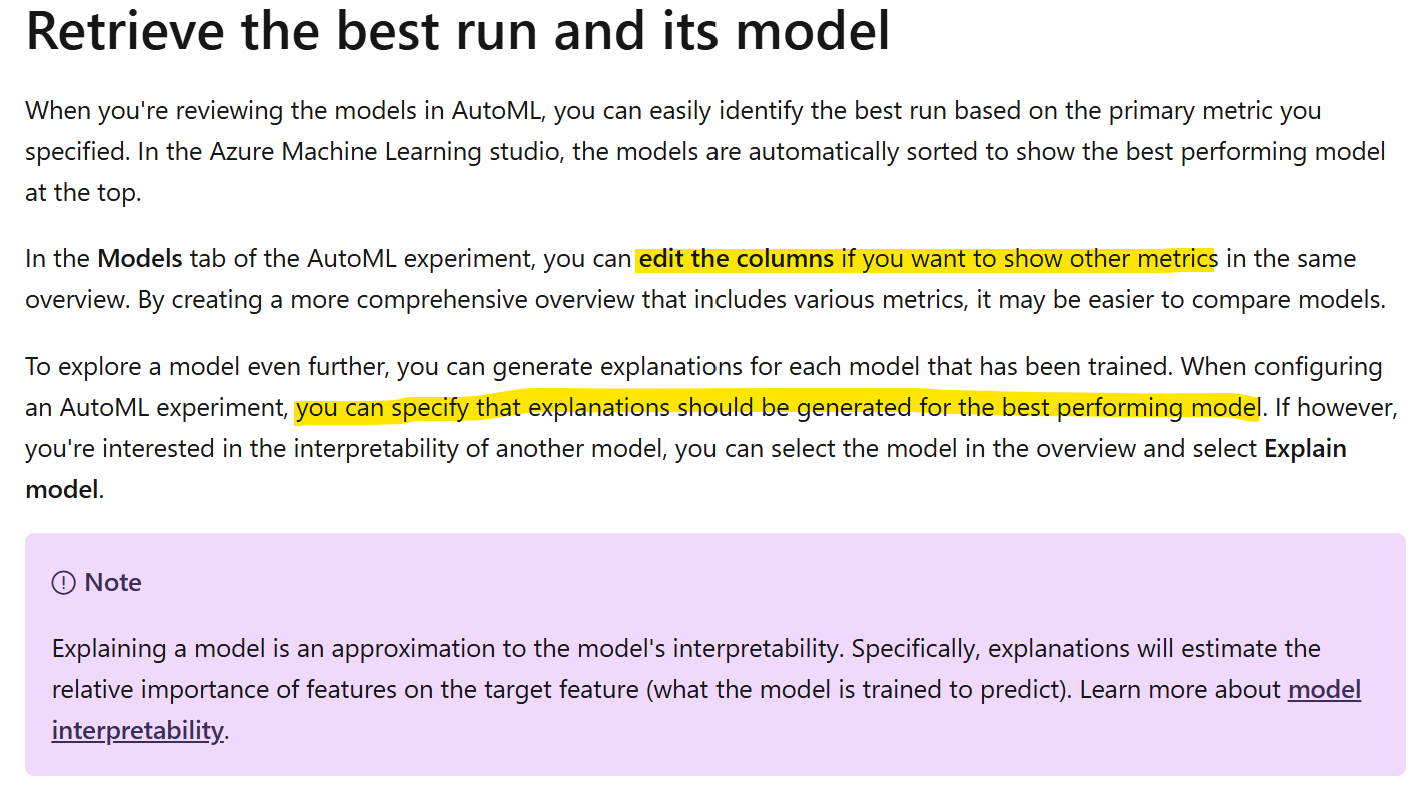 Retrieve the best run and its model
When you're reviewing the models in AutoML, you can easily identify the best run based on the primary metric you
specified. In the Azure Machine Learning studio, the models are automatically sorted to show the best performing model
at the top.
In the Models tab of the AutoML experiment, you can edit the columns if you want to show other metrics in the same
overview. By creating a more comprehensive overview that includes various metrics, it may be easier to compare models.
To explore a model even further, you can generate explanations for each model that has been trained. When configuring
an AutoML experiment, you can specify that explanations should be generated for the best performing model. If however,
you're interested in the interpretability of another model, you can select the model in the overview and select Explain
model.
Note
Explaining a model is an approximation to the model's interpretability. Specifically, explanations will estimate the
relative importance of features on the target feature (what the model is trained to predict). Learn more about model
interpretability.